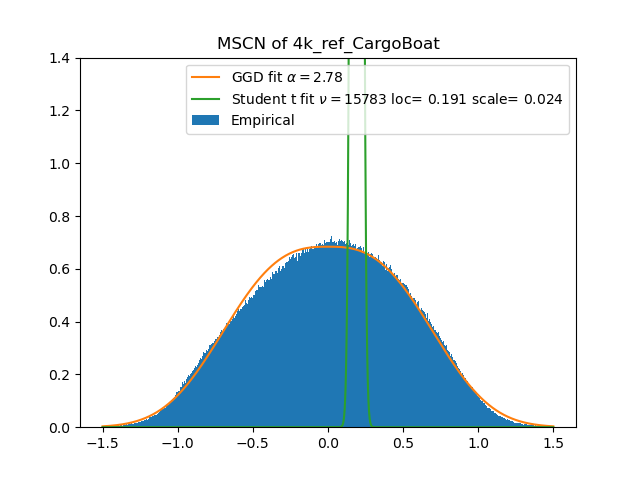 MSCN of 4k_ref_CargoBoat
GGD fit α = 2.78
Student t fit ν = 15783 loc= 0.191 scale= 0.024
Empirical
1.4
1.2
1.0
0.8
0.6
0.4
0.2
0.0
−1.5 −1.0 −0.5 0.0 0.5 1.0 1.5